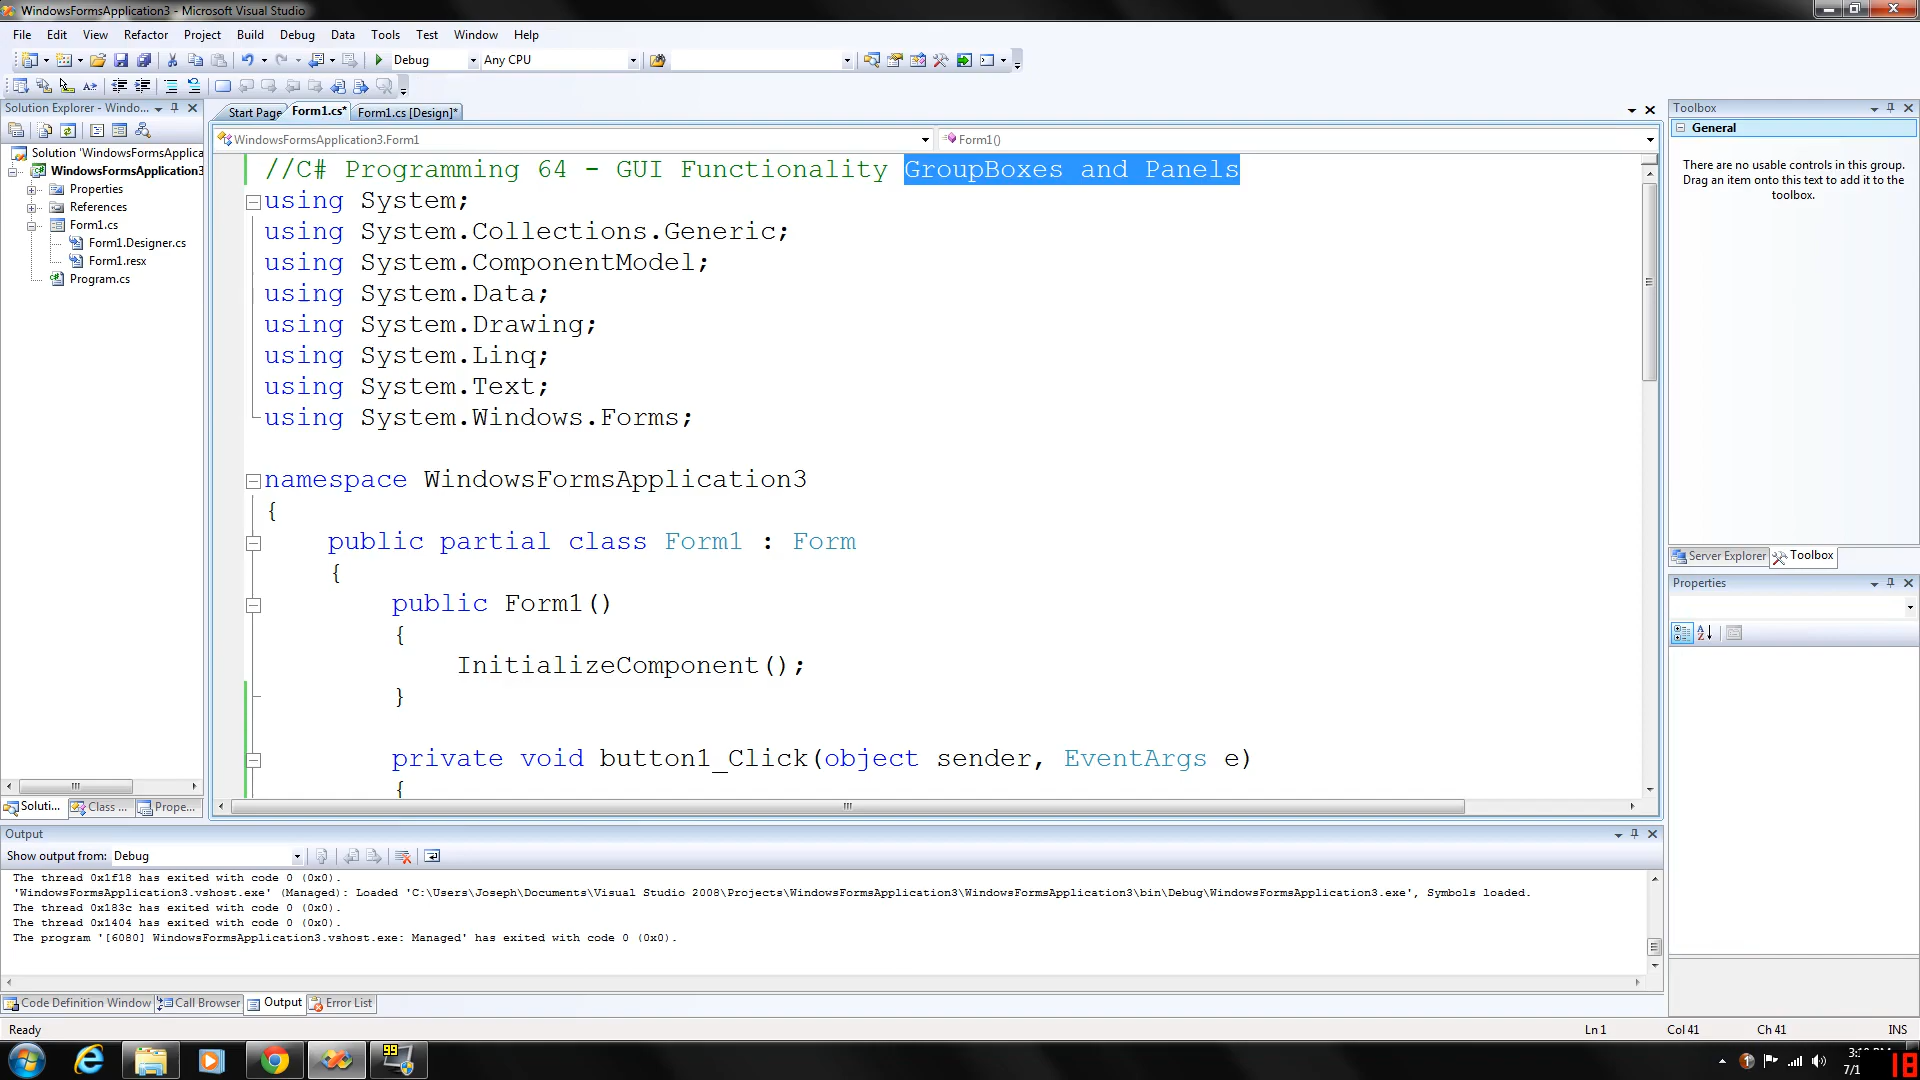 WindowsFormsApplication3 - Microsoft Visual Studio
File Edit View Refactor Project Build Debug Data Tools Test Window Help
Debug Any CPU
Solution Explorer - Windo...
Solution 'WindowsFormsApplica
WindowsFormsApplication3
Properties
References
Form1.cs
Form1.Designer.cs
Form1.resx
Program.cs
Soluti... Class ... Prope...
Start Page Form1.cs* Form1.cs [Design]*
WindowsFormsApplication3.Form1 Form1()
//C# Programming 64 - GUI Functionality GroupBoxes and Panels
using System;
using System.Collections.Generic;
using System.ComponentModel;
using System.Data;
using System.Drawing;
using System.Linq;
using System.Text;
using System.Windows.Forms;
namespace WindowsFormsApplication3
{
public partial class Form1 : Form
{
public Form1()
{
InitializeComponent();
}
private void button1_Click(object sender, EventArgs e)
{
Toolbox
General
There are no usable controls in this group.
Drag an item onto this text to add it to the
toolbox.
Server Explorer Toolbox
Properties
Output
Show output from: Debug
The thread 0x1f18 has exited with code 0 (0x0).
'WindowsFormsApplication3.vshost.exe' (Managed): Loaded 'C:\Users\Joseph\Documents\Visual Studio 2008\Projects\WindowsFormsApplication3\WindowsFormsApplication3\bin\Debug\WindowsFormsApplication3.exe', Symbols loaded.
The thread 0x183c has exited with code 0 (0x0).
The thread 0x1404 has exited with code 0 (0x0).
The program '[6080] WindowsFormsApplication3.vshost.exe: Managed' has exited with code 0 (0x0).
Code Definition Window Call Browser Output Error List
Ready Ln 1 Col 41 Ch 41 INS
99
7/1
18